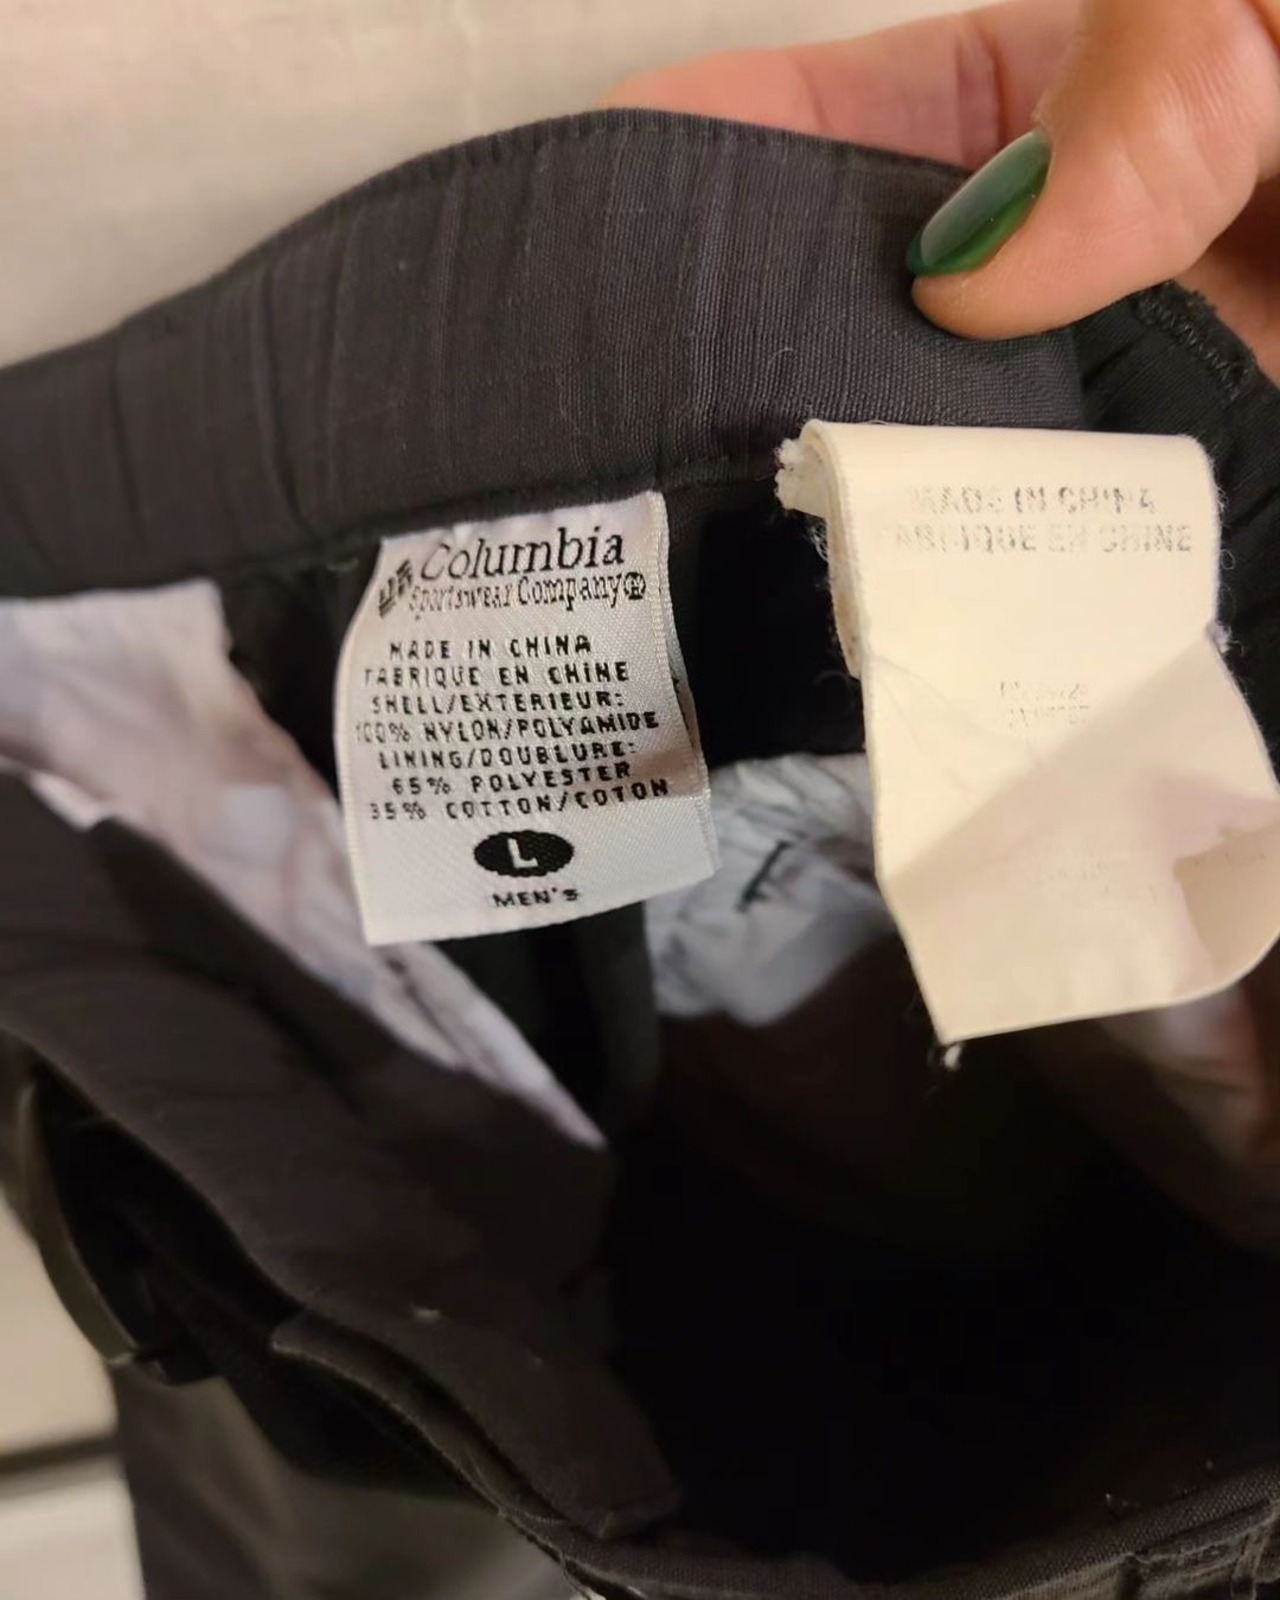 Columbia
Sportswear Company®
MADE IN CHINA
FABRIQUE EN CHINE
SHELL/EXTERIEUR:
100% NYLON/POLYAMIDE
LINING/DOUBLURE:
65% POLYESTER
35% COTTON/COTON
L
MEN'S
MADE IN CHINA
FABRIQUE EN CHINE